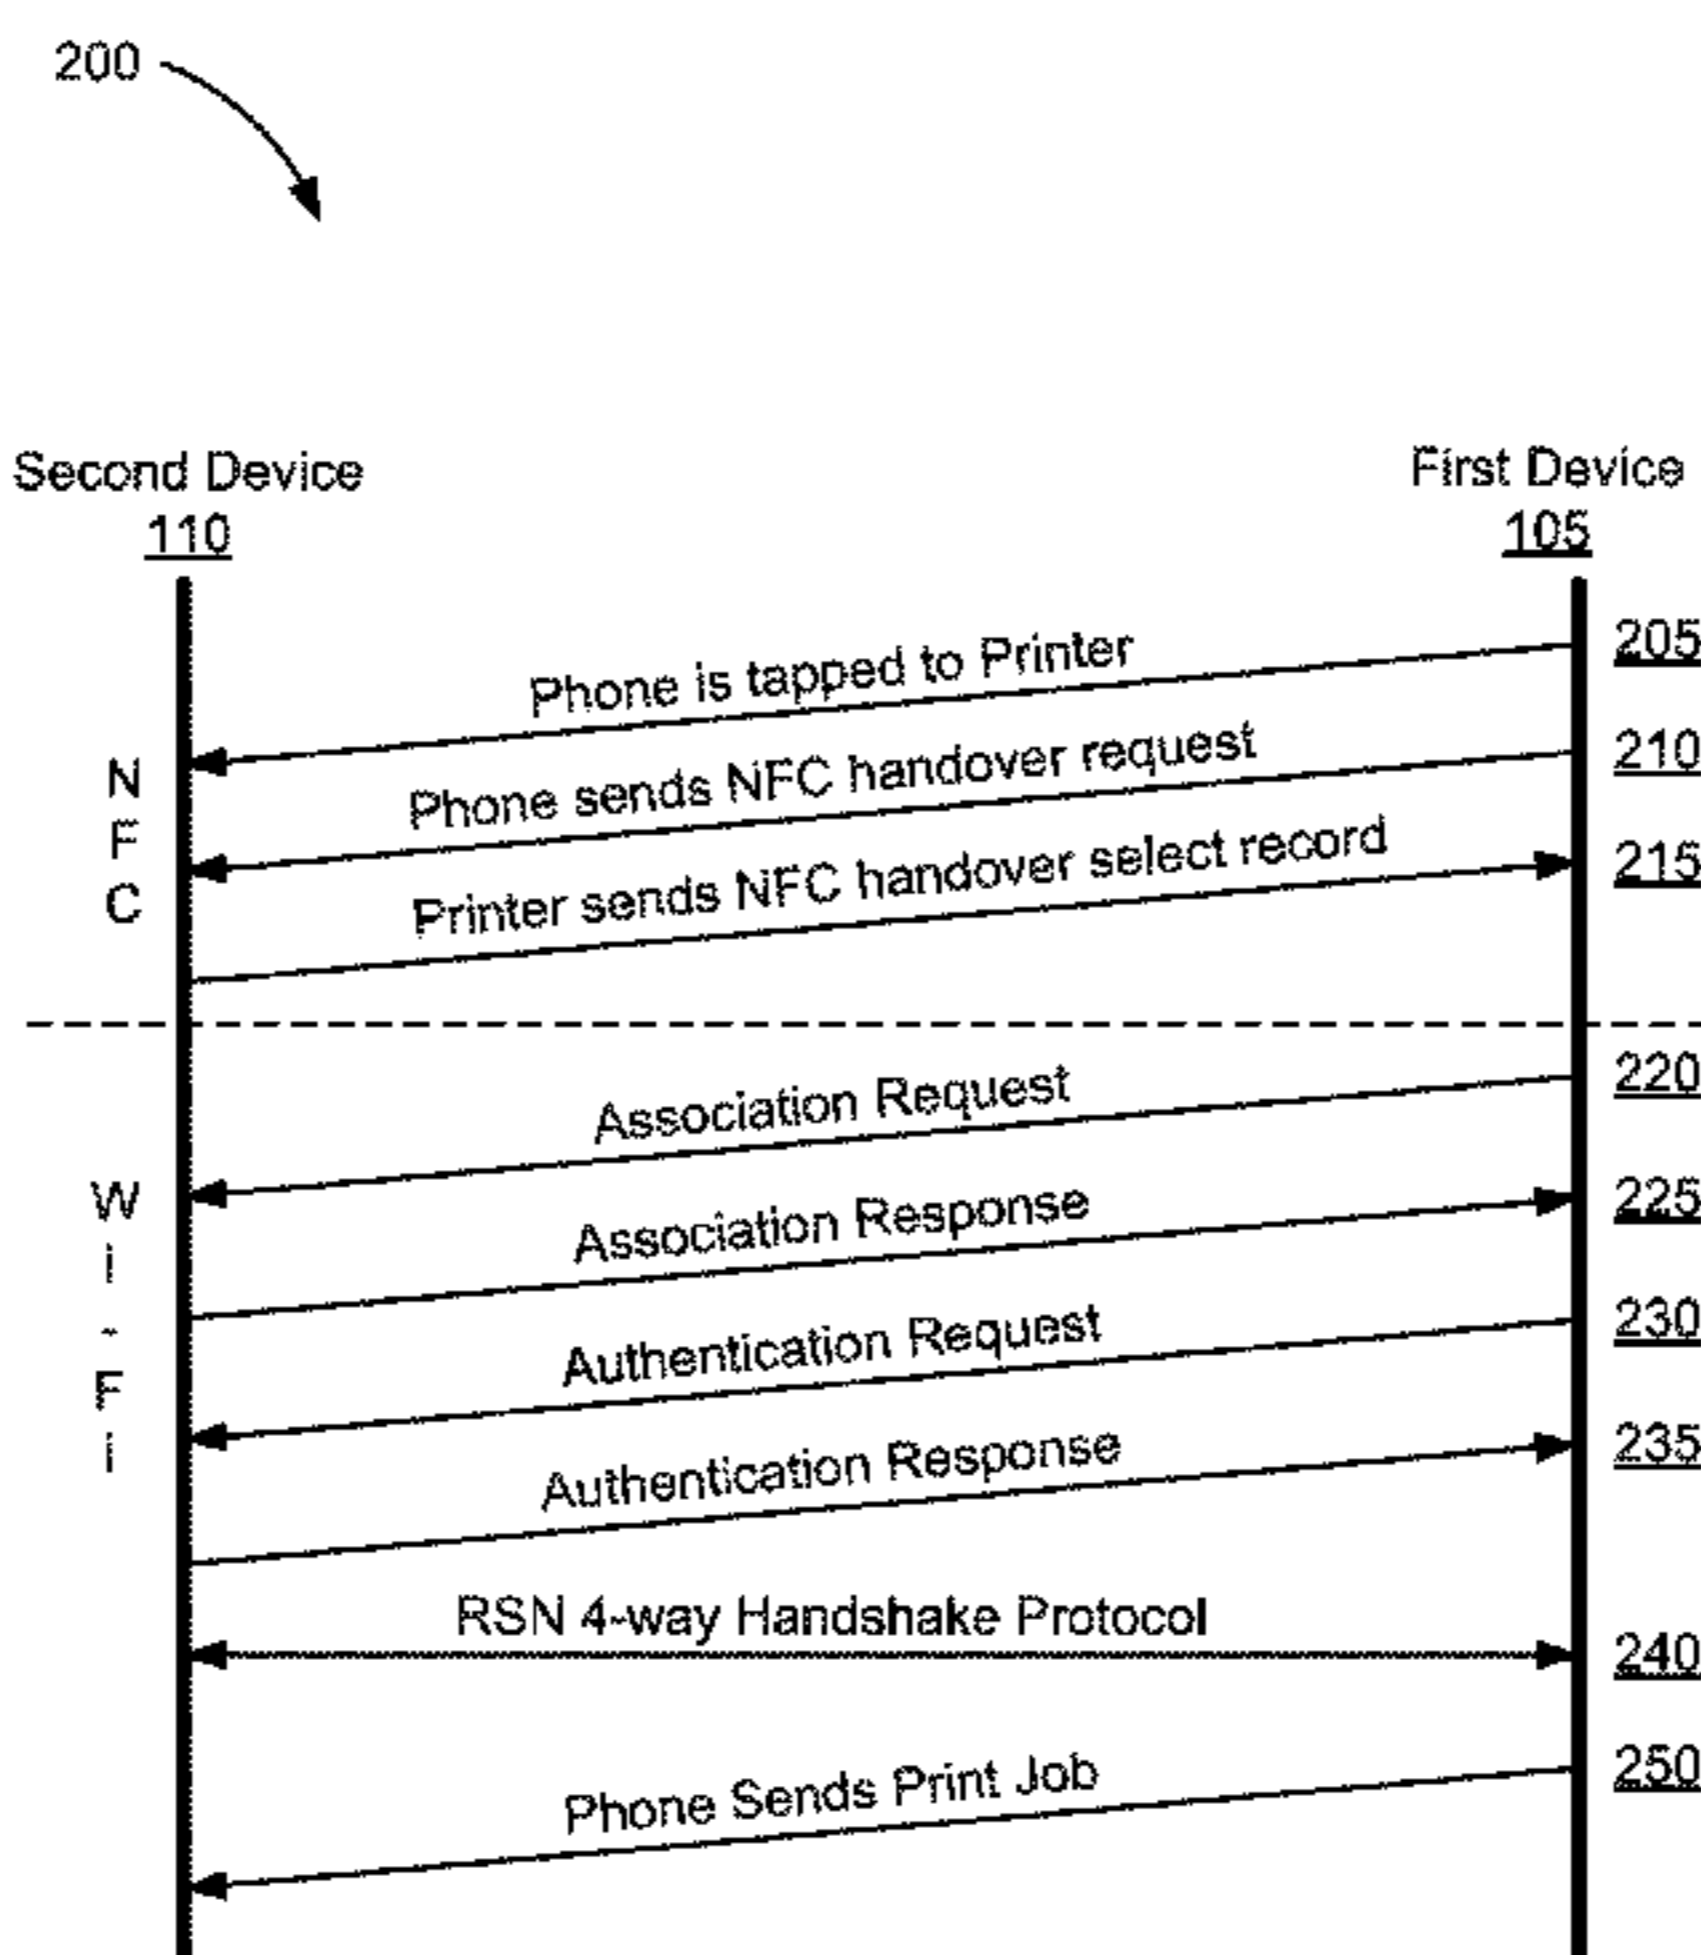 200
Second Device
110
First Device
105
Phone is tapped to Printer
205
Phone sends NFC handover request
210
Printer sends NFC handover select record
215
N
F
C
Association Request
220
Association Response
225
Authentication Request
230
Authentication Response
235
W
i
-
F
i
RSN 4-way Handshake Protocol
240
Phone Sends Print Job
250